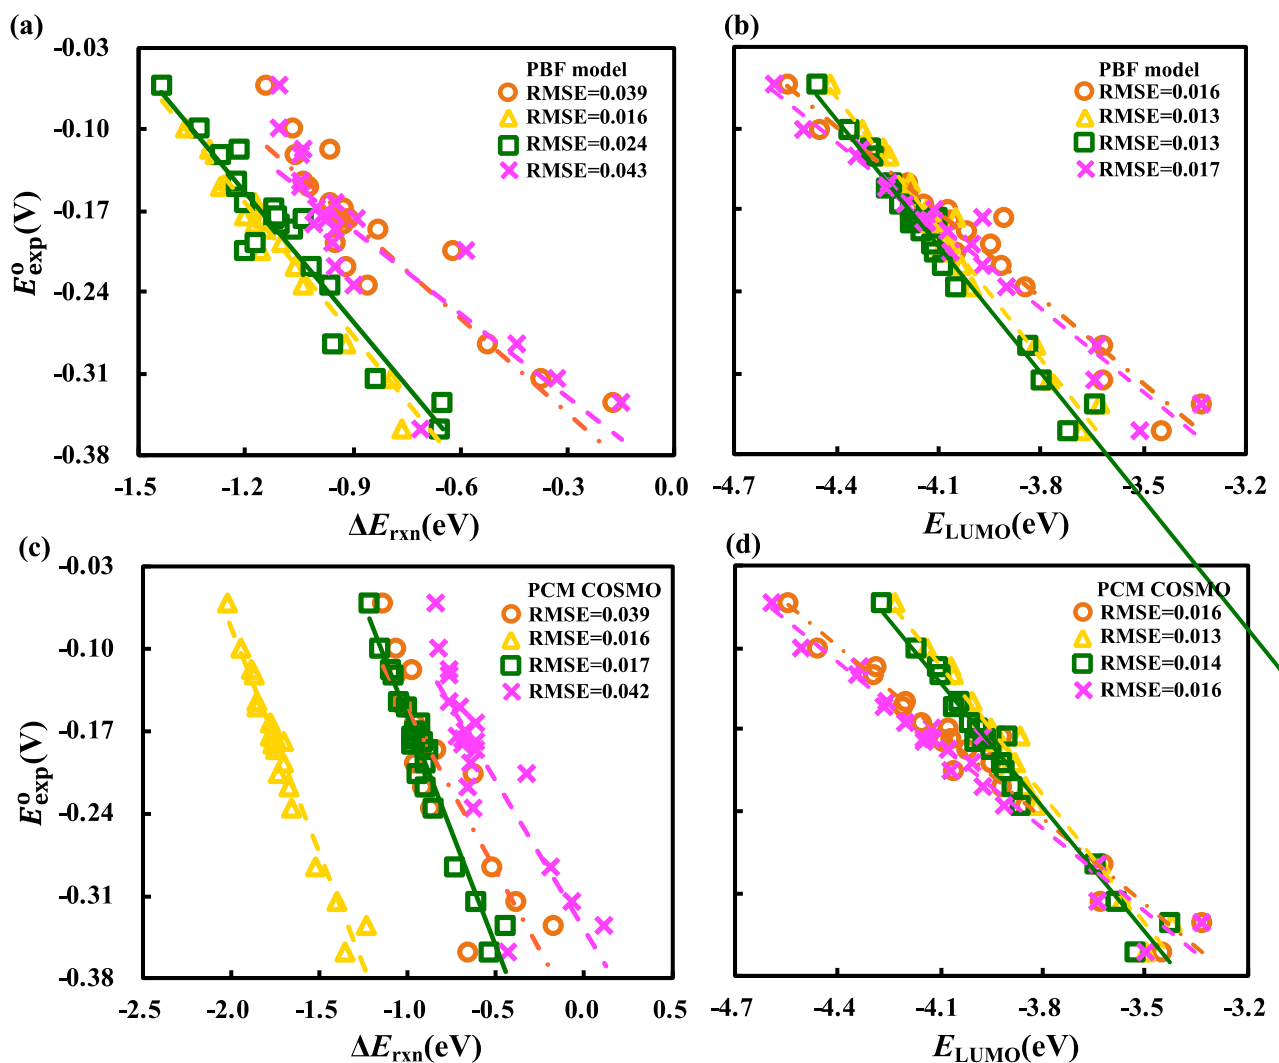 (a)
-0.03
-0.10
-0.17
-0.24
-0.31
-0.38
E°exp(V)
PBF model
RMSE=0.039
RMSE=0.016
RMSE=0.024
RMSE=0.043
-1.5 -1.2 -0.9 -0.6 -0.3 0.0
ΔErxn(eV)
(b)
PBF model
RMSE=0.016
RMSE=0.013
RMSE=0.013
RMSE=0.017
-4.7 -4.4 -4.1 -3.8 -3.5 -3.2
ELUMO(eV)
(c)
-0.03
-0.10
-0.17
-0.24
-0.31
-0.38
E°exp(V)
PCM COSMO
RMSE=0.039
RMSE=0.016
RMSE=0.017
RMSE=0.042
-2.5 -2.0 -1.5 -1.0 -0.5 0.0 0.5
ΔErxn(eV)
(d)
PCM COSMO
RMSE=0.016
RMSE=0.013
RMSE=0.014
RMSE=0.016
-4.7 -4.4 -4.1 -3.8 -3.5 -3.2
ELUMO(eV)